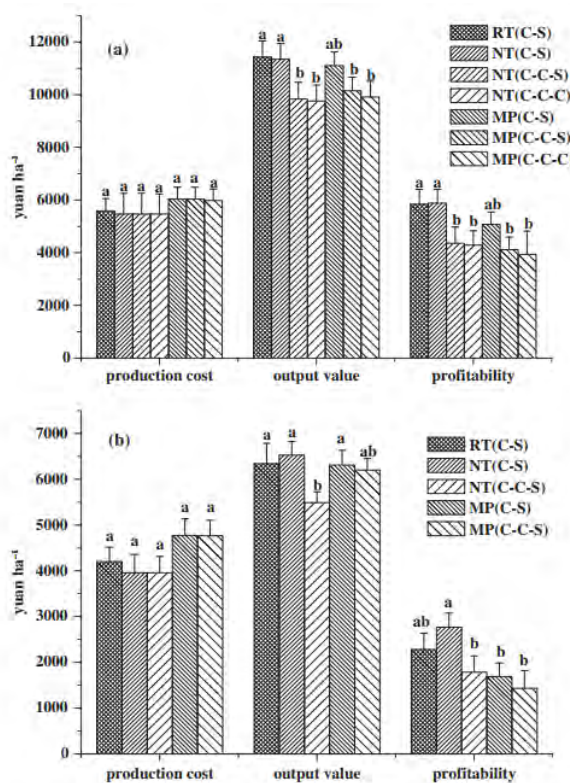 (a)
RT(C-S)
NT(C-S)
NT(C-C-S)
NT(C-C-C)
MP(C-S)
MP(C-C-S)
MP(C-C-C
yuan ha⁻¹
12000
10000
8000
6000
4000
2000
0
a a a a a a a
a a b b ab b b
a a b b ab b b
production cost output value profitability
(b)
RT(C-S)
NT(C-S)
NT(C-C-S)
MP(C-S)
MP(C-C-S)
yuan ha⁻¹
7000
6000
5000
4000
3000
2000
1000
0
a a a a a
a a b a ab
ab a b b b
production cost output value profitability